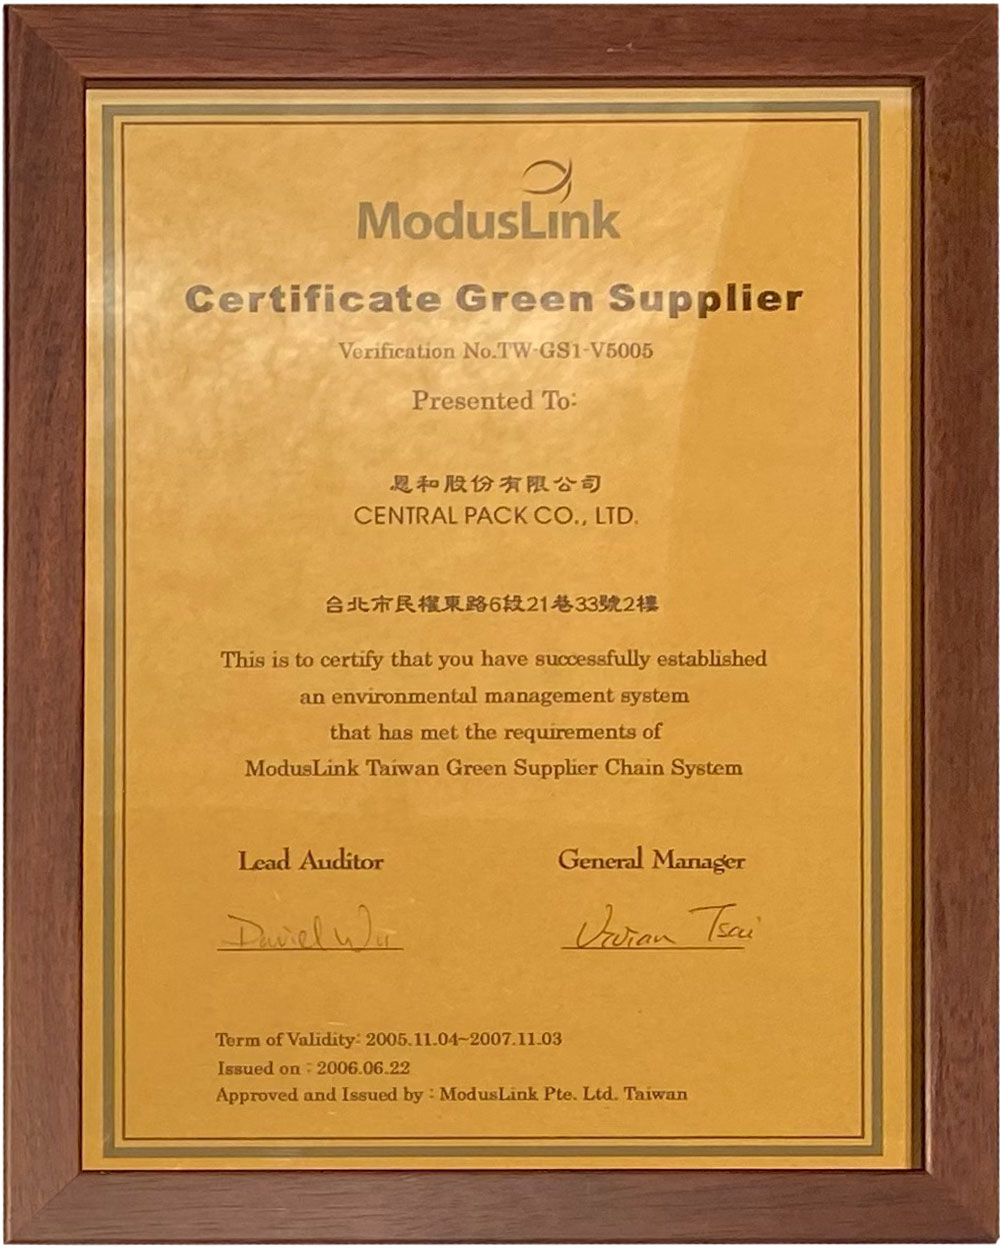 ModusLink
Certificate Green Supplier
Verification No.TW-GS1-V5005
Presented To:
恩和股份有限公司
CENTRAL PACK CO., LTD.
台北市民權東路6段21巷33號2樓
This is to certify that you have successfully established
an environmental management system
that has met the requirements of
ModusLink Taiwan Green Supplier Chain System
Lead Auditor General Manager
Daniel Wu Vivian Tsai
Term of Validity: 2005.11.04~2007.11.03
Issued on : 2006.06.22
Approved and Issued by : ModusLink Pte. Ltd. Taiwan